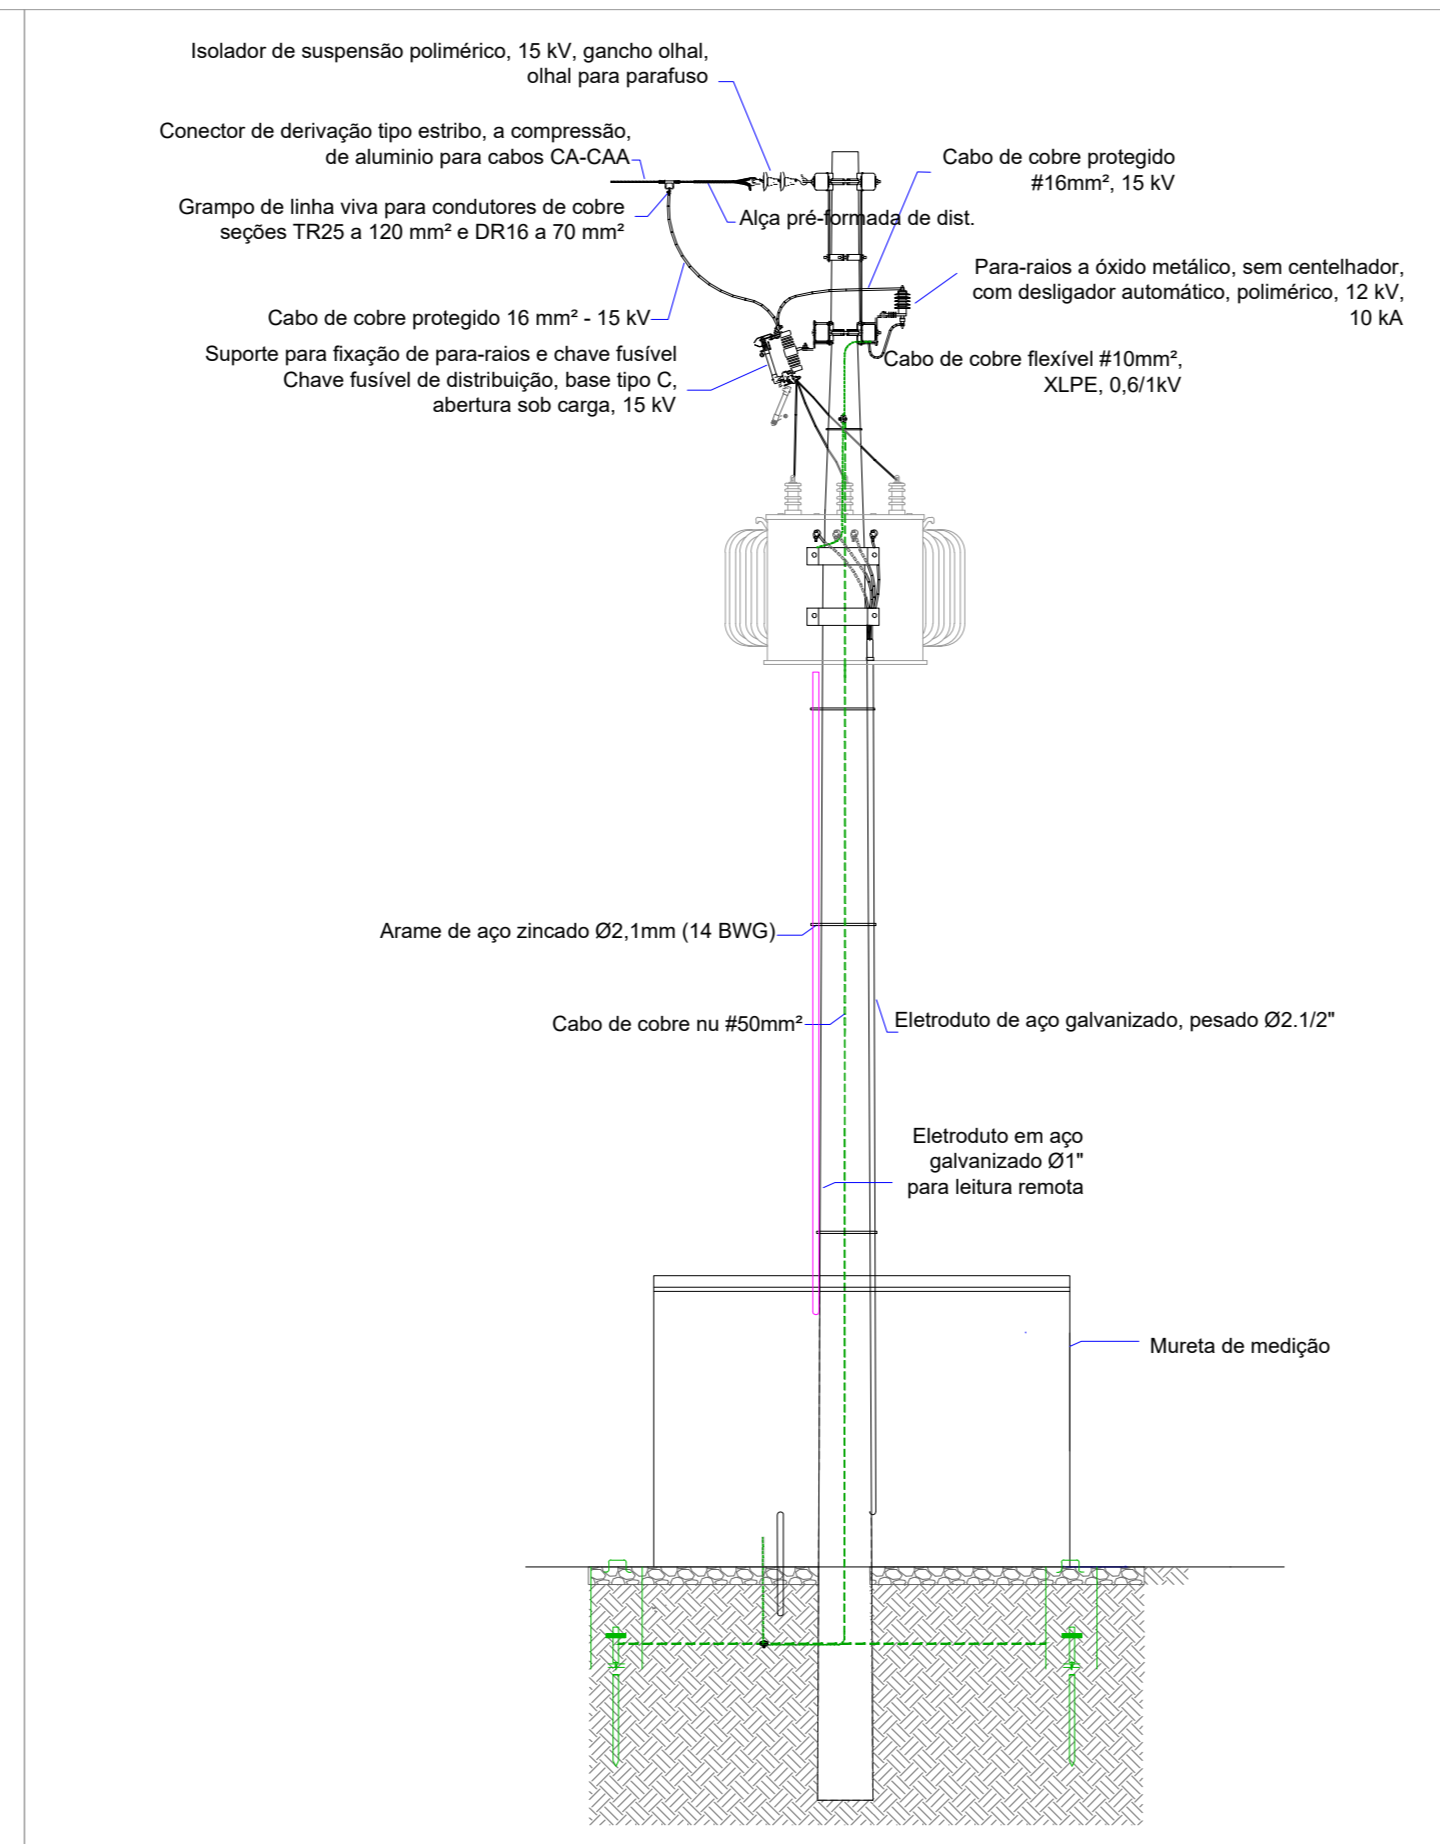 Isolador de suspensão polimérico, 15 kV, gancho olhal,
olhal para parafuso
Conector de derivação tipo estribo, a compressão,
de aluminio para cabos CA-CAA
Cabo de cobre protegido
#16mm², 15 kV
Grampo de linha viva para condutores de cobre
seções TR25 a 120 mm² e DR16 a 70 mm²
Alça pré-formada de dist.
Para-raios a óxido metálico, sem centelhador,
com desligador automático, polimérico, 12 kV,
10 kA
Cabo de cobre protegido 16 mm² - 15 kV
Suporte para fixação de para-raios e chave fusível
Chave fusível de distribuição, base tipo C,
abertura sob carga, 15 kV
Cabo de cobre flexível #10mm²,
XLPE, 0,6/1kV
Arame de aço zincado Ø2,1mm (14 BWG)
Cabo de cobre nu #50mm²
Eletroduto de aço galvanizado, pesado Ø2.1/2"
Eletroduto em aço
galvanizado Ø1"
para leitura remota
Mureta de medição